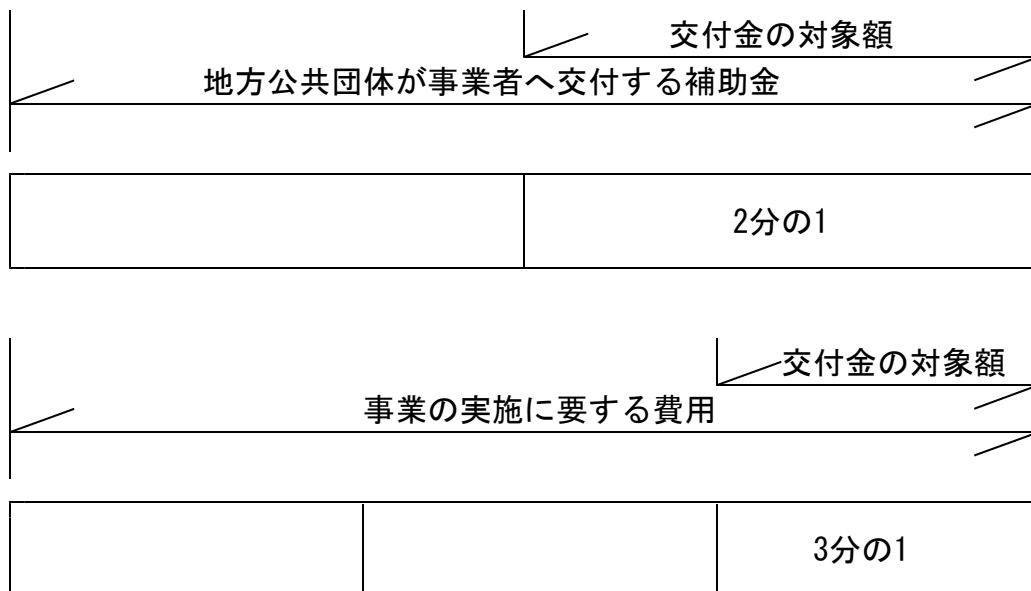 交付金の対象額
地方公共団体が事業者へ交付する補助金
2分の1
交付金の対象額
事業の実施に要する費用
3分の1